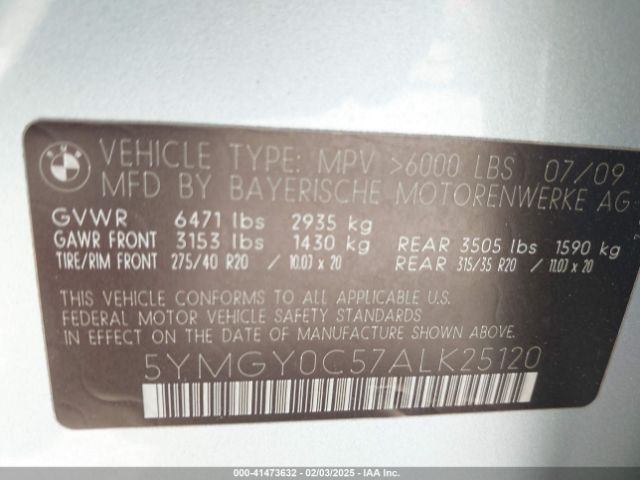 BMW
VEHICLE TYPE: MPV >6000 LBS 07/09
MFD BY BAYERISCHE MOTORENWERKE AG
GVWR 6471 lbs 2935 kg
GAWR FRONT 3153 lbs 1430 kg REAR 3505 lbs 1590 kg
TIRE/RIM FRONT 275/40 R20 / 10.0J x 20 REAR 315/35 R20 / 11.0J x 20
THIS VEHICLE CONFORMS TO ALL APPLICABLE U.S.
FEDERAL MOTOR VEHICLE SAFETY STANDARDS
IN EFFECT ON THE DATE OF MANUFACTURE SHOWN ABOVE.
5YMGY0C57ALK25120
000-41473632 - 02/03/2025 - IAA Inc.